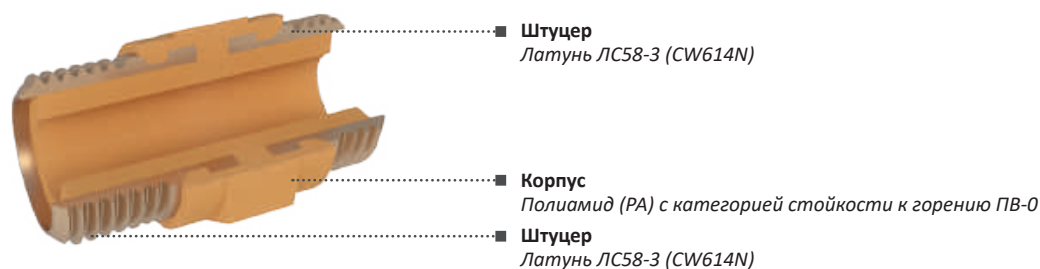 Штуцер
Латунь ЛС58-3 (CW614N)
Корпус
Полиамид (PA) с категорией стойкости к горению ПВ-0
Штуцер
Латунь ЛС58-3 (CW614N)